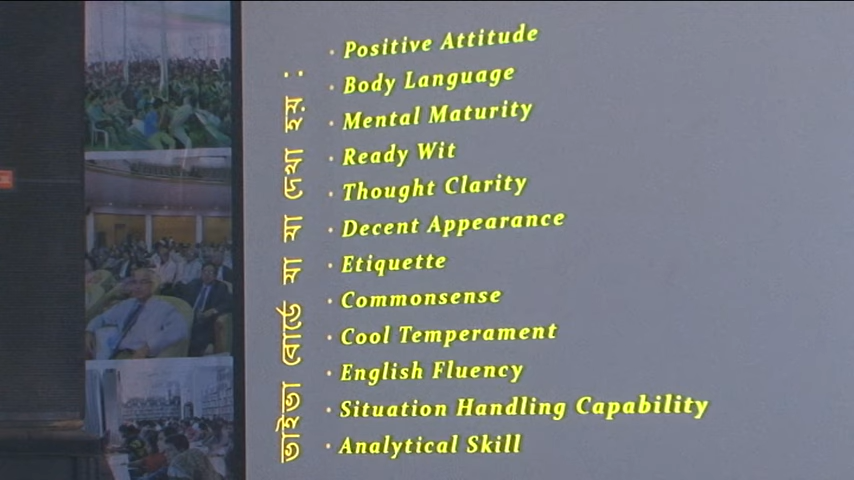 ভাইভা বোর্ডে যা যা দেখা হয় :
· Positive Attitude
· Body Language
· Mental Maturity
· Ready Wit
· Thought Clarity
· Decent Appearance
· Etiquette
· Commonsense
· Cool Temperament
· English Fluency
· Situation Handling Capability
· Analytical Skill